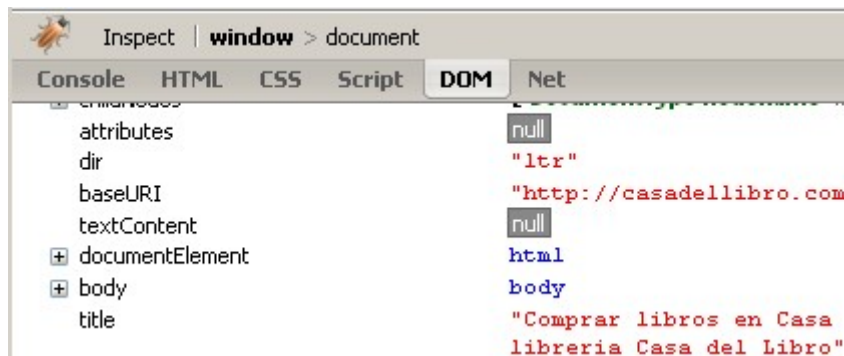 Inspect | window > document
Console HTML CSS Script DOM Net
childNodes
attributes null
dir "ltr"
baseURI "http://casadellibro.com
textContent null
documentElement html
body body
title "Comprar libros en Casa
libreria Casa del Libro"